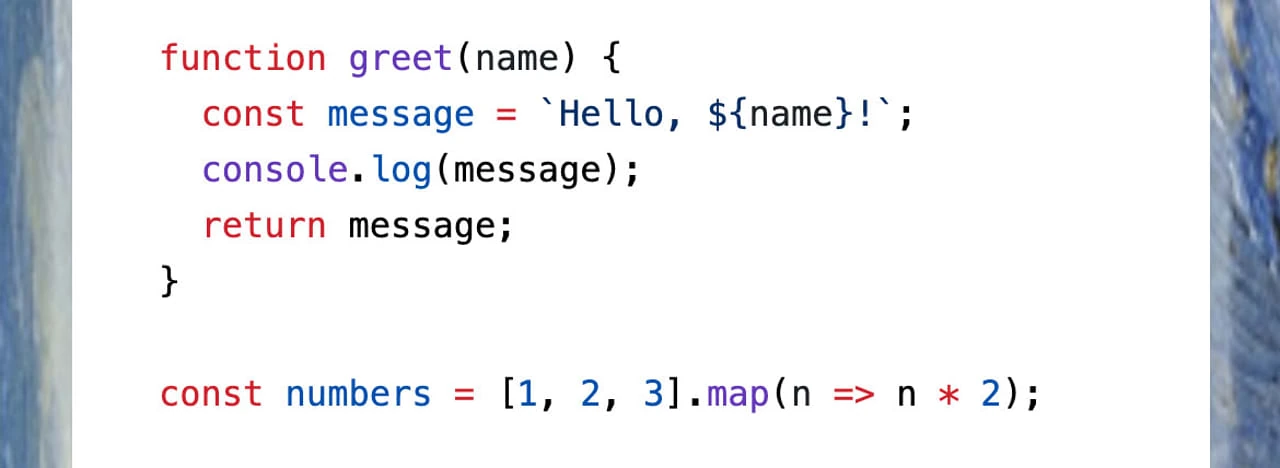 function greet(name) {
  const message = `Hello, ${name}!`;
  console.log(message);
  return message;
}

const numbers = [1, 2, 3].map(n => n * 2);